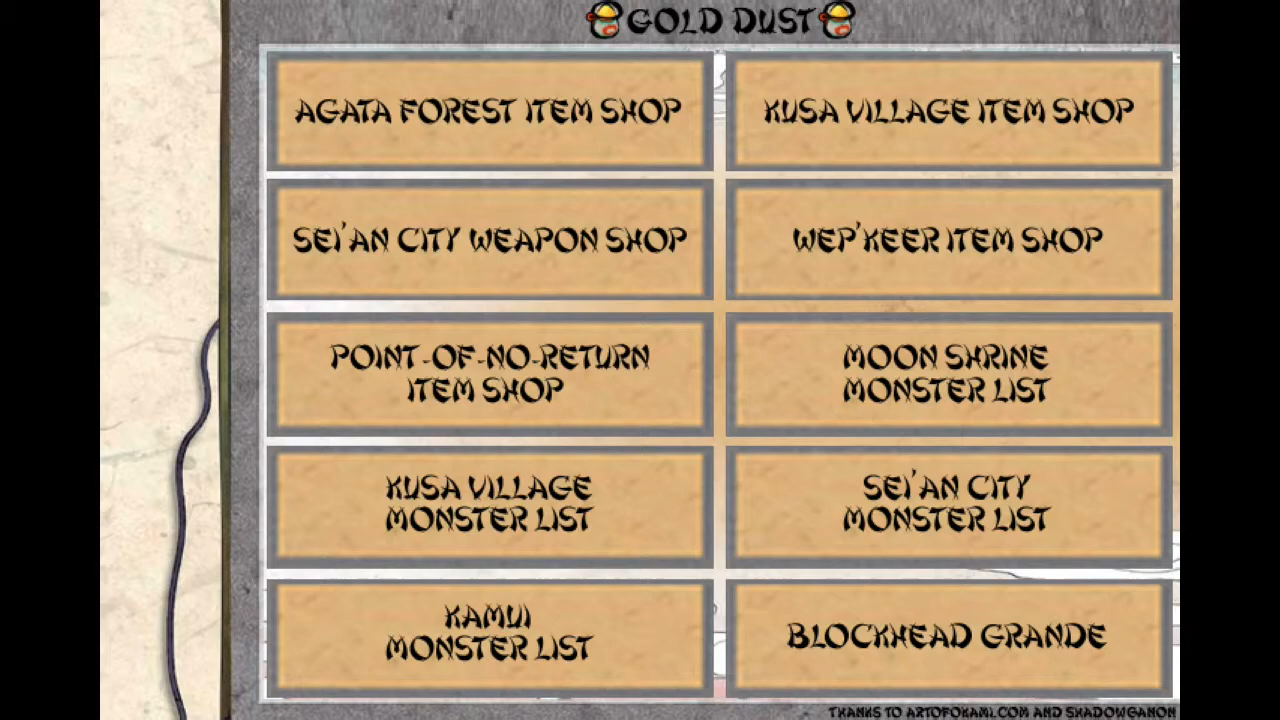 GOLD DUST
AGATA FOREST ITEM SHOP
KUSA VILLAGE ITEM SHOP
SEI'AN CITY WEAPON SHOP
WEP'KEER ITEM SHOP
POINT-OF-NO-RETURN
ITEM SHOP
MOON SHRINE
MONSTER LIST
KUSA VILLAGE
MONSTER LIST
SEI'AN CITY
MONSTER LIST
KAMUI
MONSTER LIST
BLOCKHEAD GRANDE
THANKS TO ARTOFOKAMI.COM AND SHADOWGANON